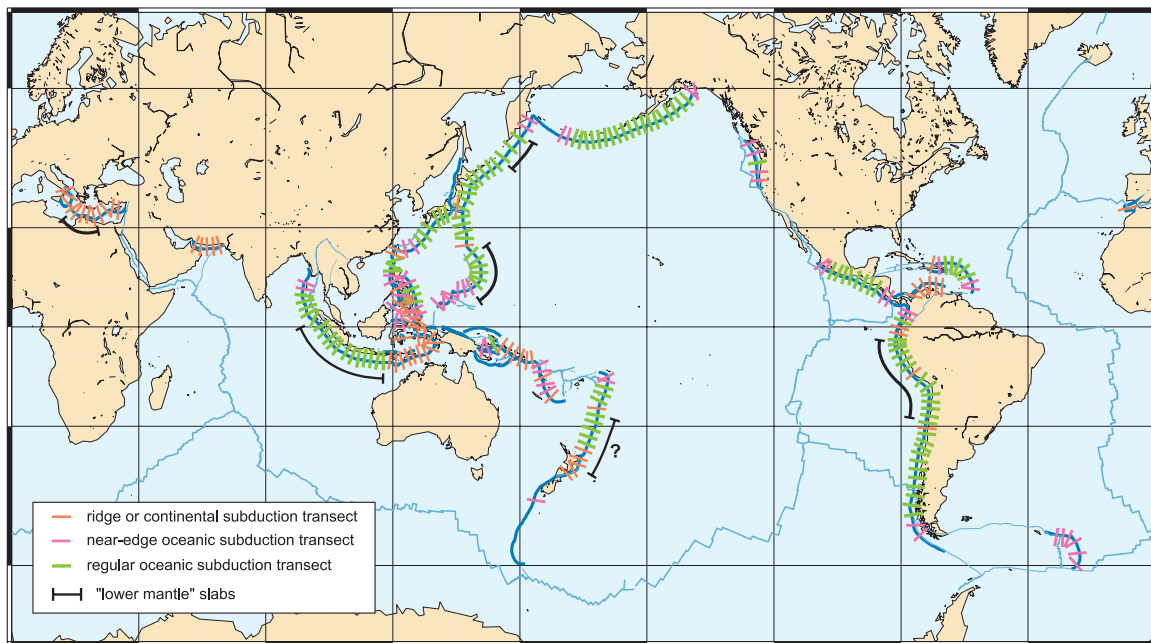 ?
ridge or continental subduction transect
near-edge oceanic subduction transect
regular oceanic subduction transect
"lower mantle" slabs